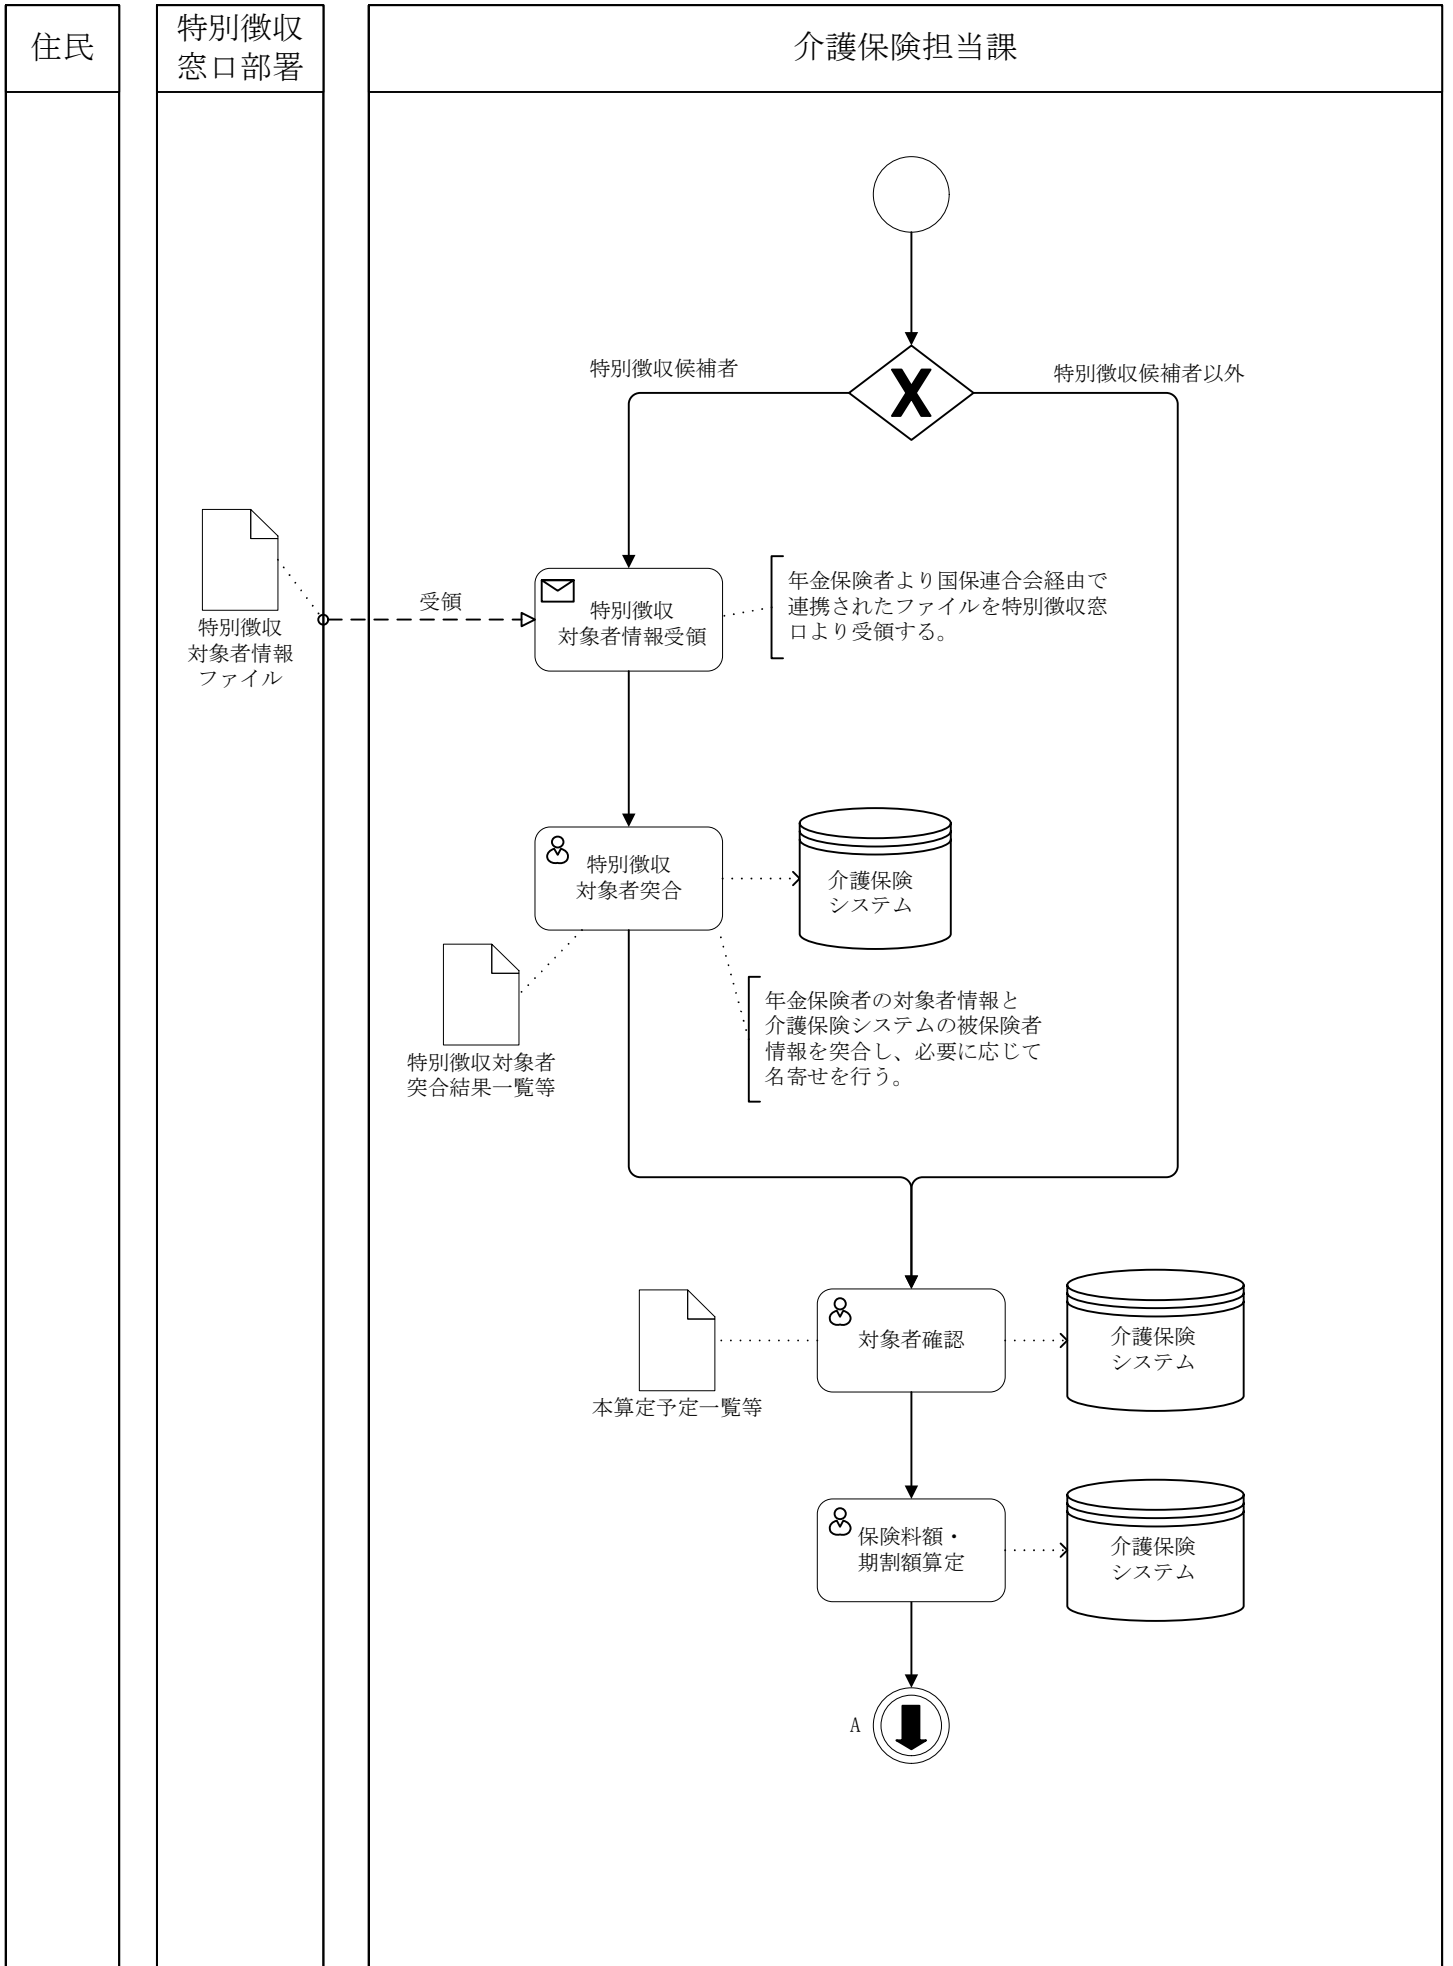 住民
特別徴収
窓口部署
介護保険担当課
特別徴収候補者
特別徴収候補者以外
特別徴収
対象者情報
ファイル
受領
特別徴収
対象者情報受領
年金保険者より国保連合会経由で
連携されたファイルを特別徴収窓
口より受領する。
特別徴収
対象者突合
介護保険
システム
特別徴収対象者
突合結果一覧等
年金保険者の対象者情報と
介護保険システムの被保険者
情報を突合し、必要に応じて
名寄せを行う。
本算定予定一覧等
対象者確認
介護保険
システム
保険料額・
期割額算定
介護保険
システム
A